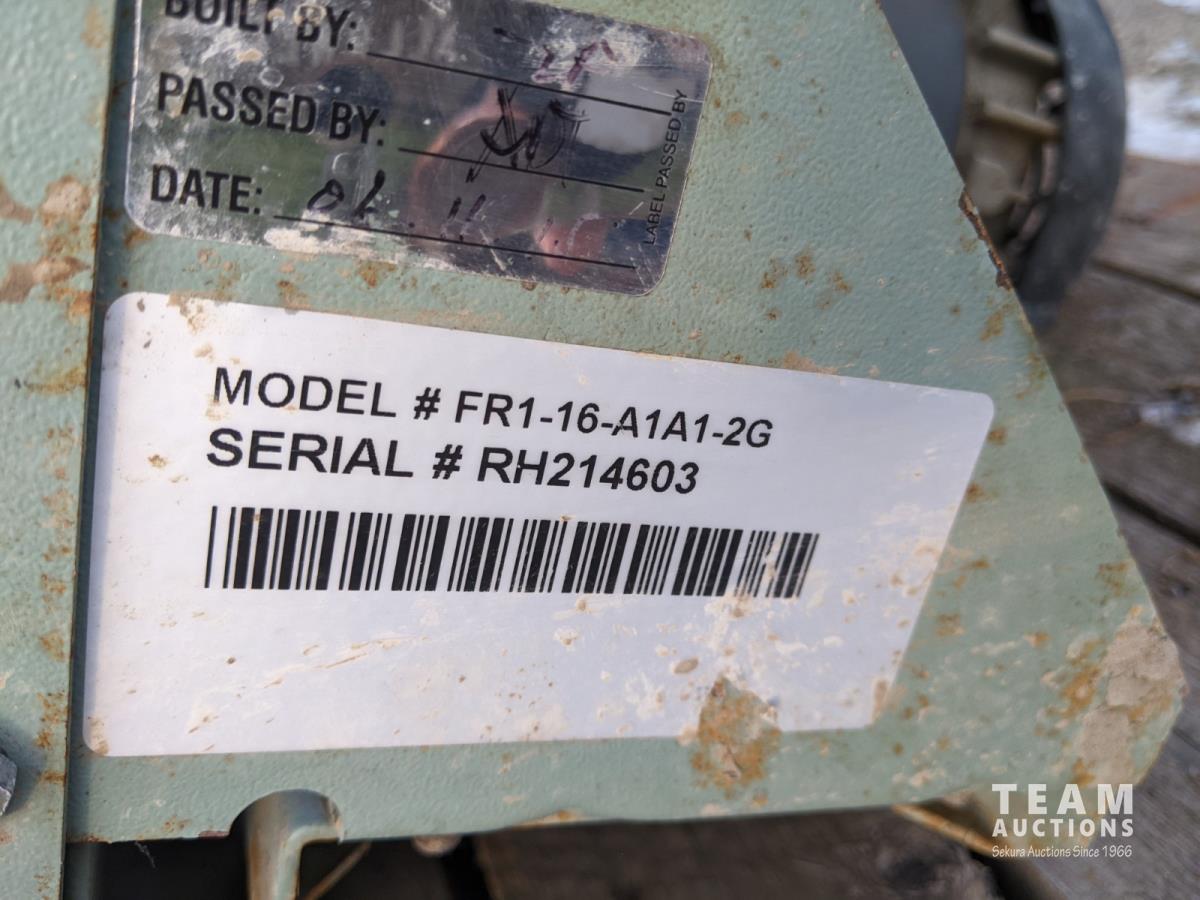 BUILT BY:
PASSED BY:
DATE:
LABEL PASSED BY
MODEL # FR1-16-A1A1-2G
SERIAL # RH214603
TEAM
AUCTIONS
Sekura Auctions Since 1966